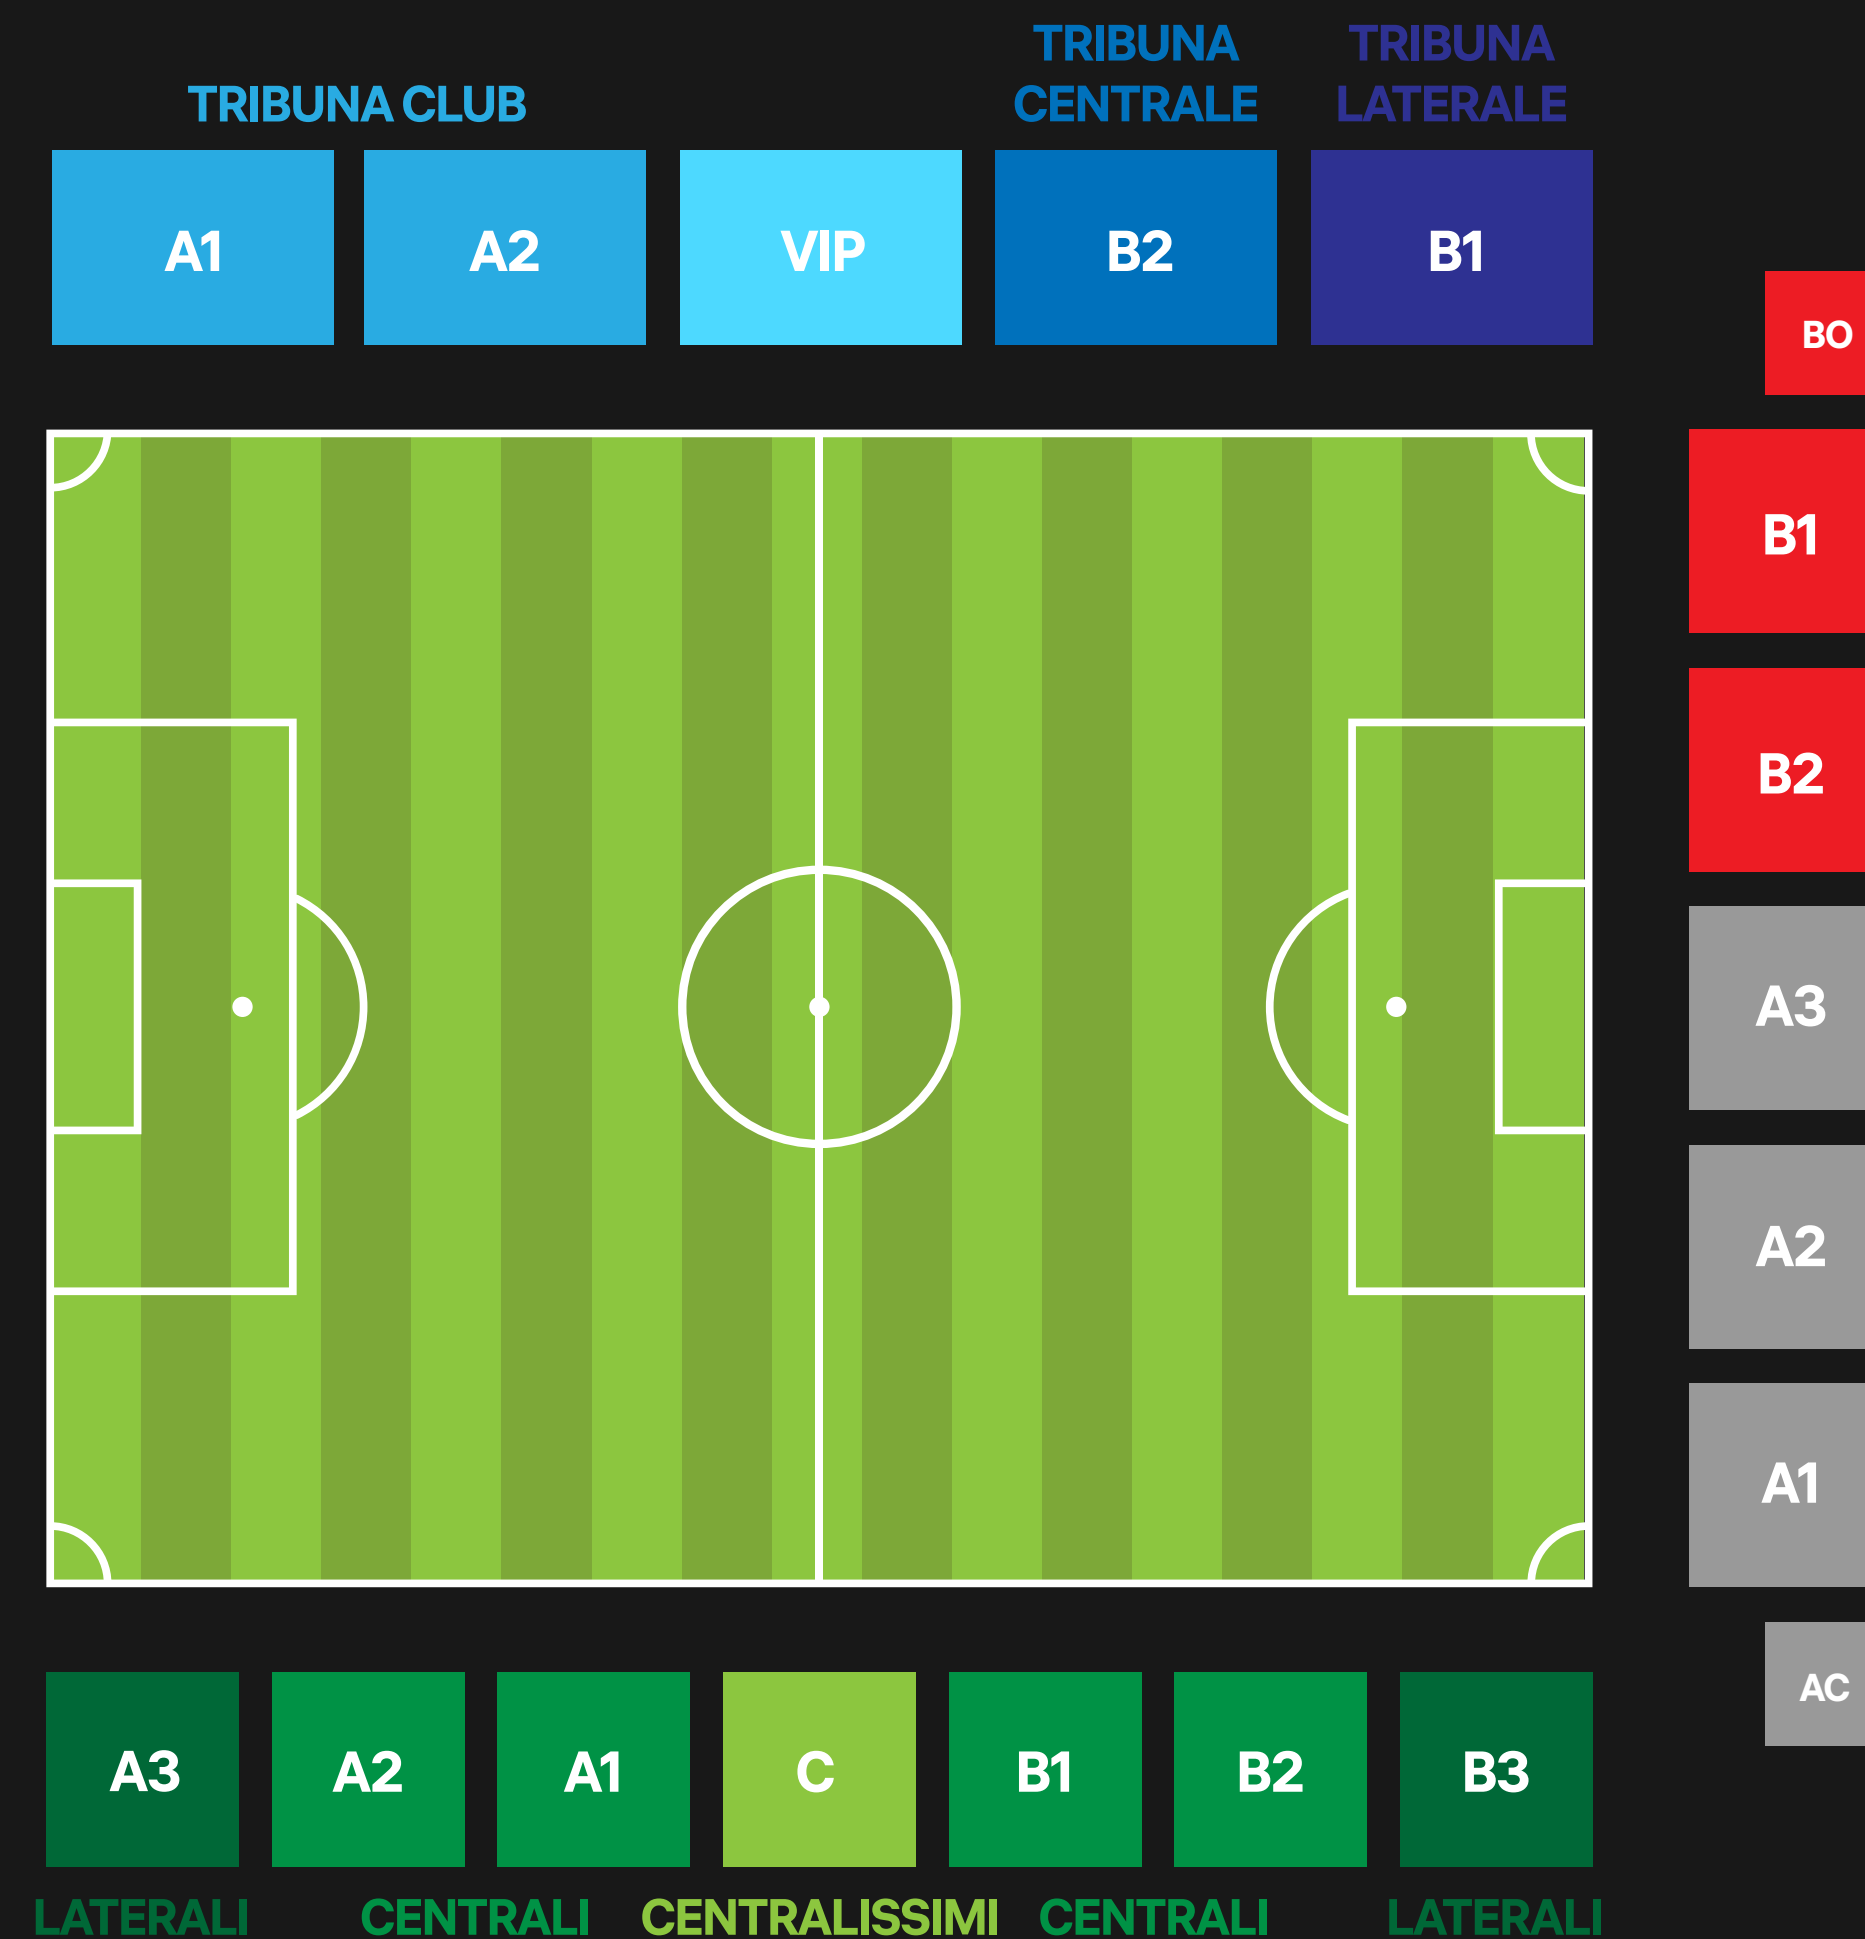 TRIBUNA
CENTRALE
TRIBUNA
LATERALE
TRIBUNA CLUB
A1
A2
VIP
B2
B1
BO
B1
B2
A3
A2
A1
AC
A3
A2
A1
C
B1
B2
B3
LATERALI
CENTRALI
CENTRALISSIMI
CENTRALI
LATERALI